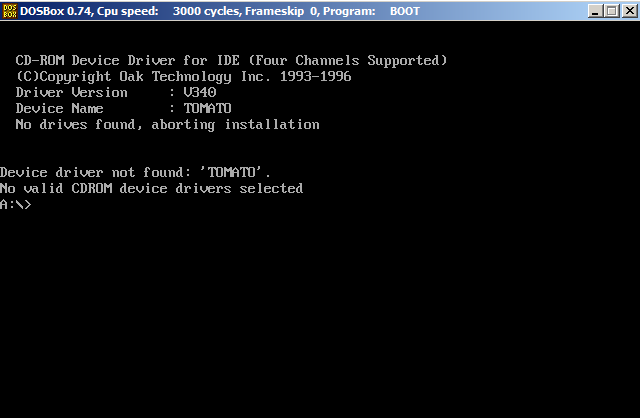 DOS BOX
DOSBox 0.74, Cpu speed: 3000 cycles, Frameskip 0, Program: BOOT
CD-ROM Device Driver for IDE (Four Channels Supported)
(C)Copyright Oak Technology Inc. 1993-1996
Driver Version : V340
Device Name : TOMATO
No drives found, aborting installation
Device driver not found: 'TOMATO'.
No valid CDROM device drivers selected
A:\>